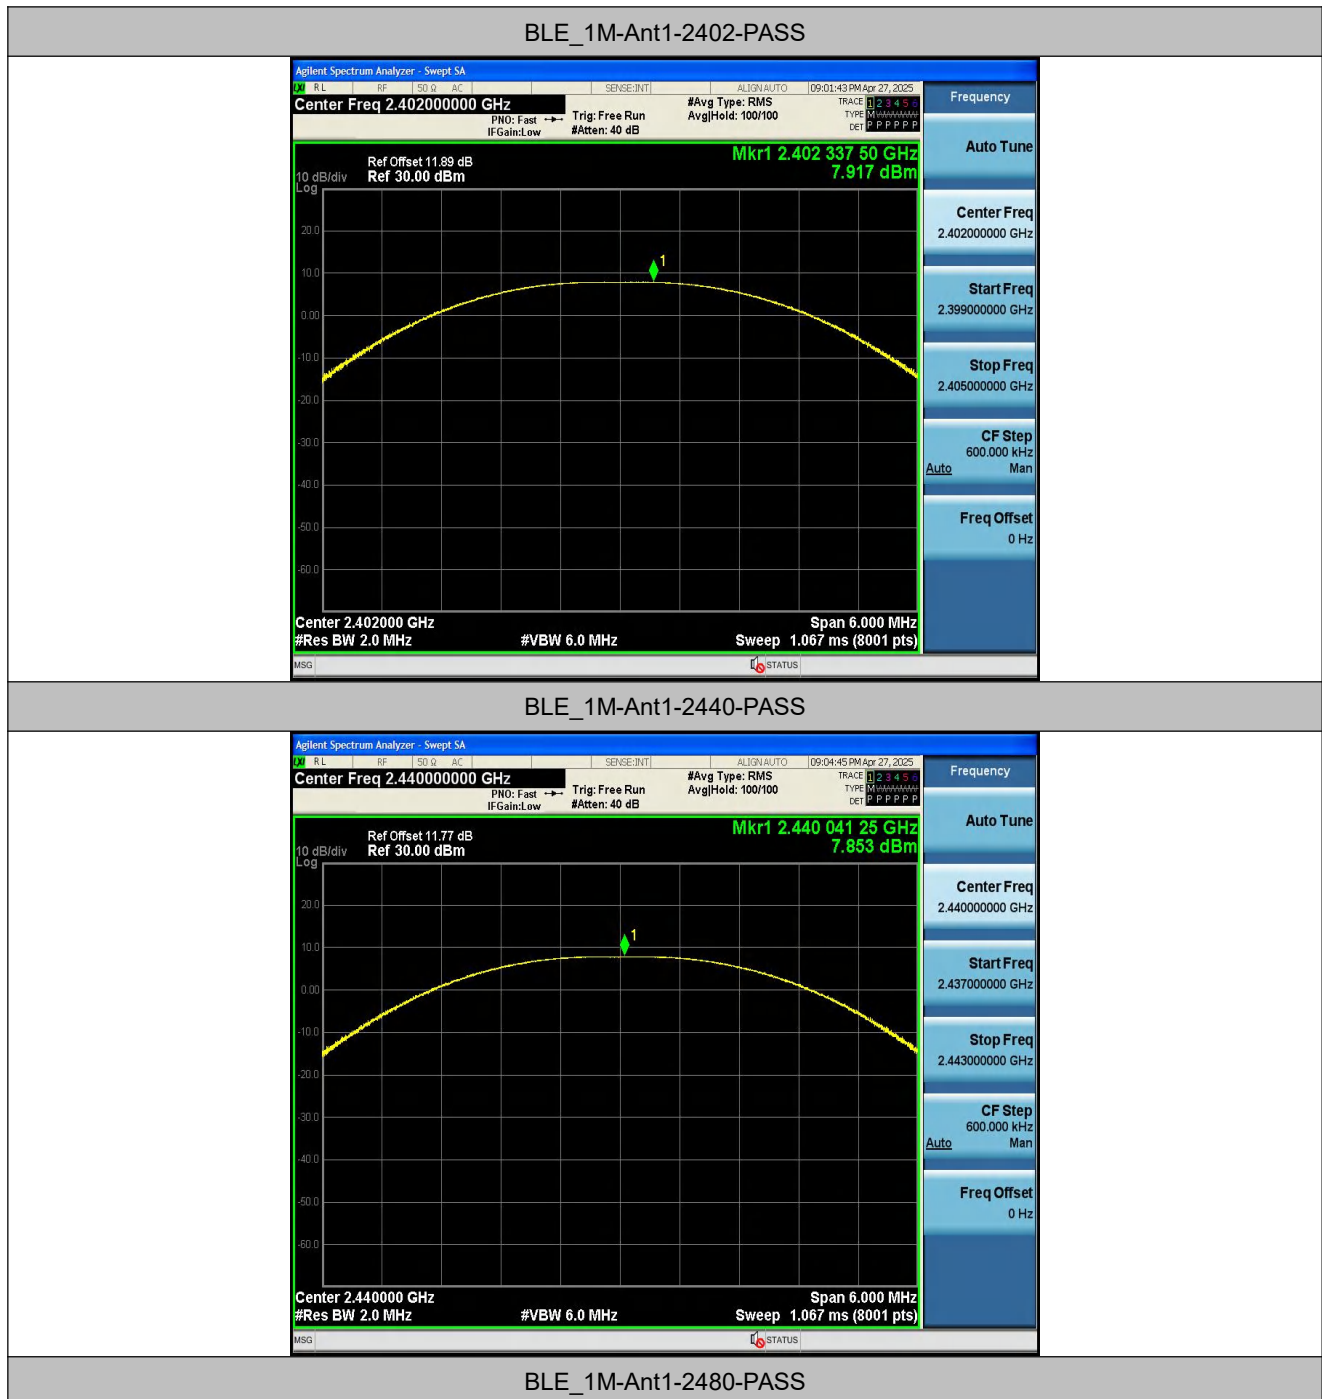 BLE_1M-Ant1-2402-PASS
Agilent Spectrum Analyzer - Swept SA
LXI RL RF 50 Ω AC SENSE:INT ALIGN AUTO 09:01:43 PM Apr 27, 2025
Center Freq 2.402000000 GHz
PNO: Fast
IFGain:Low
Trig: Free Run
#Atten: 40 dB
#Avg Type: RMS
Avg|Hold: 100/100
TRACE 1 2 3 4 5 6
TYPE M
DET P P P P P P
Frequency
Mkr1 2.402 337 50 GHz
7.917 dBm
Ref Offset 11.89 dB
10 dB/div Ref 30.00 dBm
Log
20.0
10.0
0.00
-10.0
-20.0
-30.0
-40.0
-50.0
-60.0
1
Center 2.402000 GHz Span 6.000 MHz
#Res BW 2.0 MHz #VBW 6.0 MHz Sweep 1.067 ms (8001 pts)
MSG STATUS
Auto Tune
Center Freq
2.402000000 GHz
Start Freq
2.399000000 GHz
Stop Freq
2.405000000 GHz
CF Step
600.000 kHz
Auto Man
Freq Offset
0 Hz
BLE_1M-Ant1-2440-PASS
Agilent Spectrum Analyzer - Swept SA
LXI RL RF 50 Ω AC SENSE:INT ALIGN AUTO 09:04:45 PM Apr 27, 2025
Center Freq 2.440000000 GHz
PNO: Fast
IFGain:Low
Trig: Free Run
#Atten: 40 dB
#Avg Type: RMS
Avg|Hold: 100/100
TRACE 1 2 3 4 5 6
TYPE M
DET P P P P P P
Frequency
Mkr1 2.440 041 25 GHz
7.853 dBm
Ref Offset 11.77 dB
10 dB/div Ref 30.00 dBm
Log
20.0
10.0
0.00
-10.0
-20.0
-30.0
-40.0
-50.0
-60.0
1
Center 2.440000 GHz Span 6.000 MHz
#Res BW 2.0 MHz #VBW 6.0 MHz Sweep 1.067 ms (8001 pts)
MSG STATUS
Auto Tune
Center Freq
2.440000000 GHz
Start Freq
2.437000000 GHz
Stop Freq
2.443000000 GHz
CF Step
600.000 kHz
Auto Man
Freq Offset
0 Hz
BLE_1M-Ant1-2480-PASS